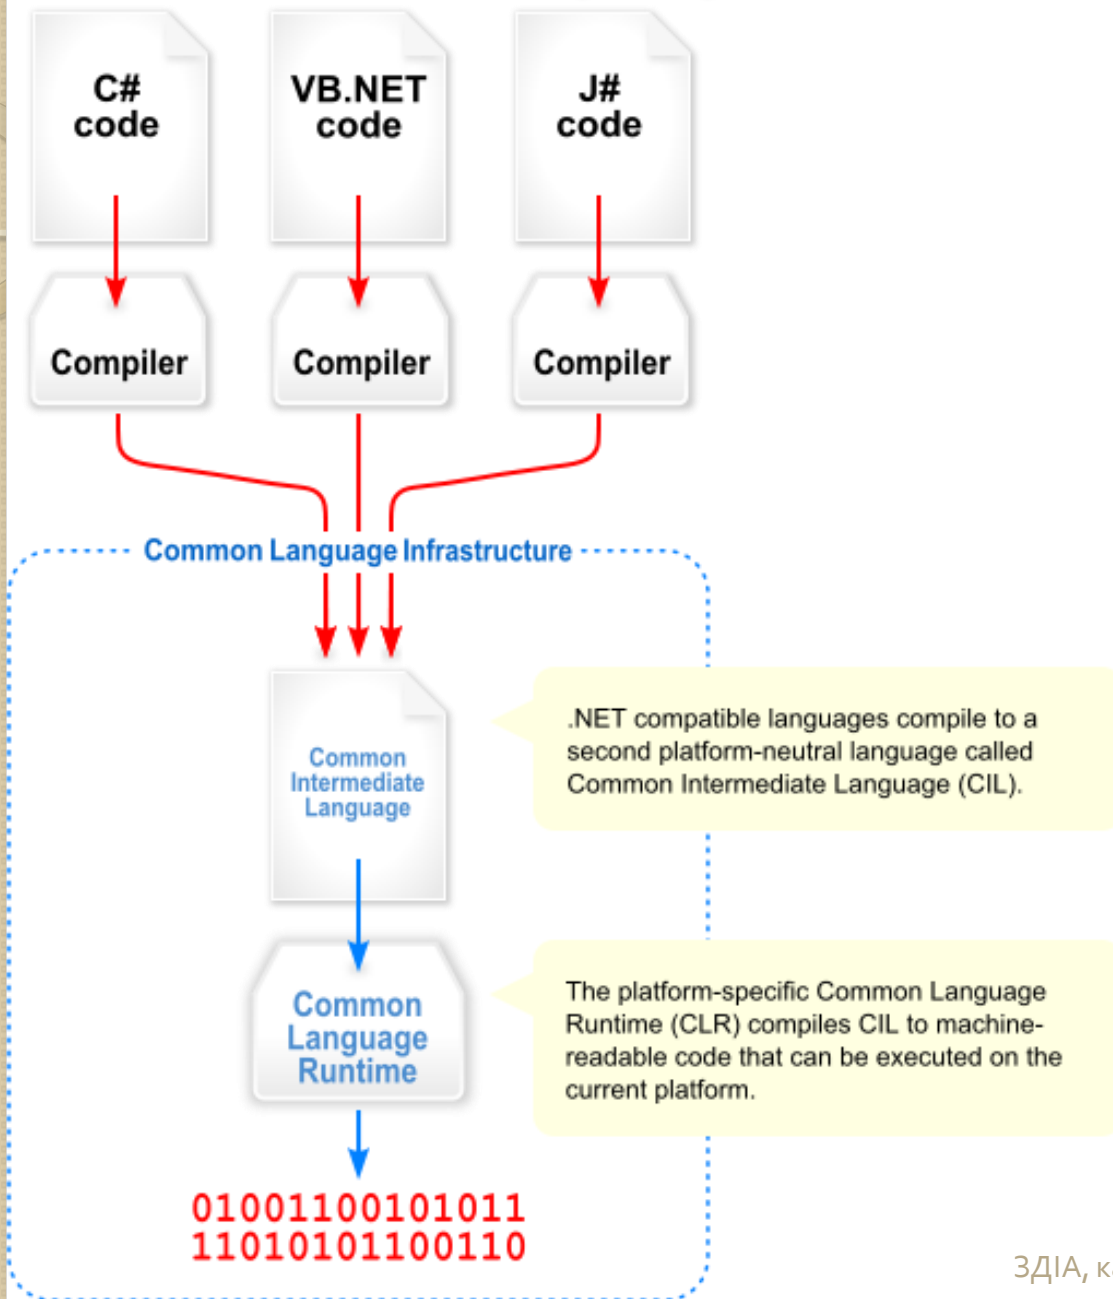 C#
code
VB.NET
code
J#
code
Compiler
Compiler
Compiler
Common Language Infrastructure
Common
Intermediate
Language
.NET compatible languages compile to a
second platform-neutral language called
Common Intermediate Language (CIL).
Common
Language
Runtime
The platform-specific Common Language
Runtime (CLR) compiles CIL to machine-
readable code that can be executed on the
current platform.
01001100101011
11010101100110
ЗДІА,